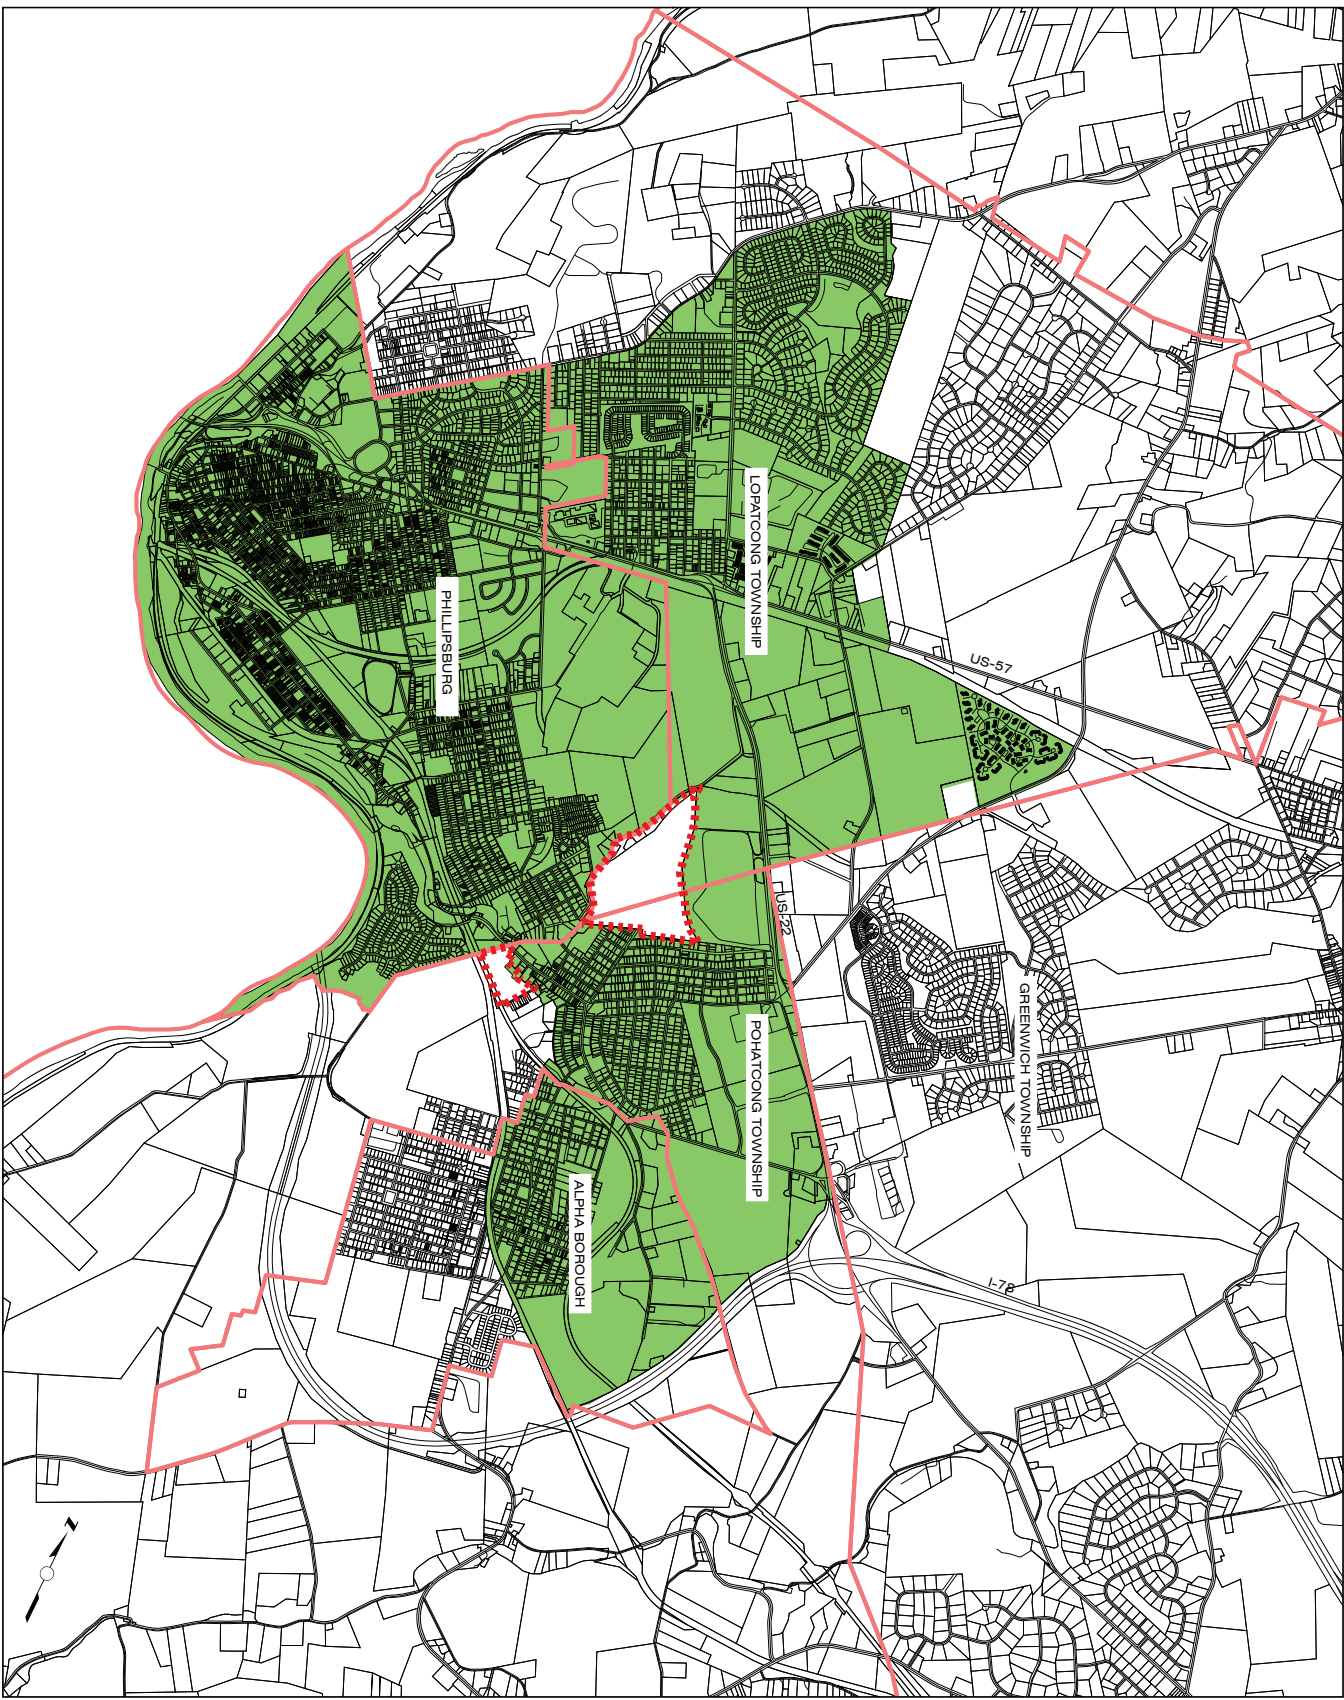 US-57
LOPATCONG TOWNSHIP
PHILLIPSBURG
US-22
GREENWICH TOWNSHIP
POHATCONG TOWNSHIP
ALPHA BOROUGH
I-78
N